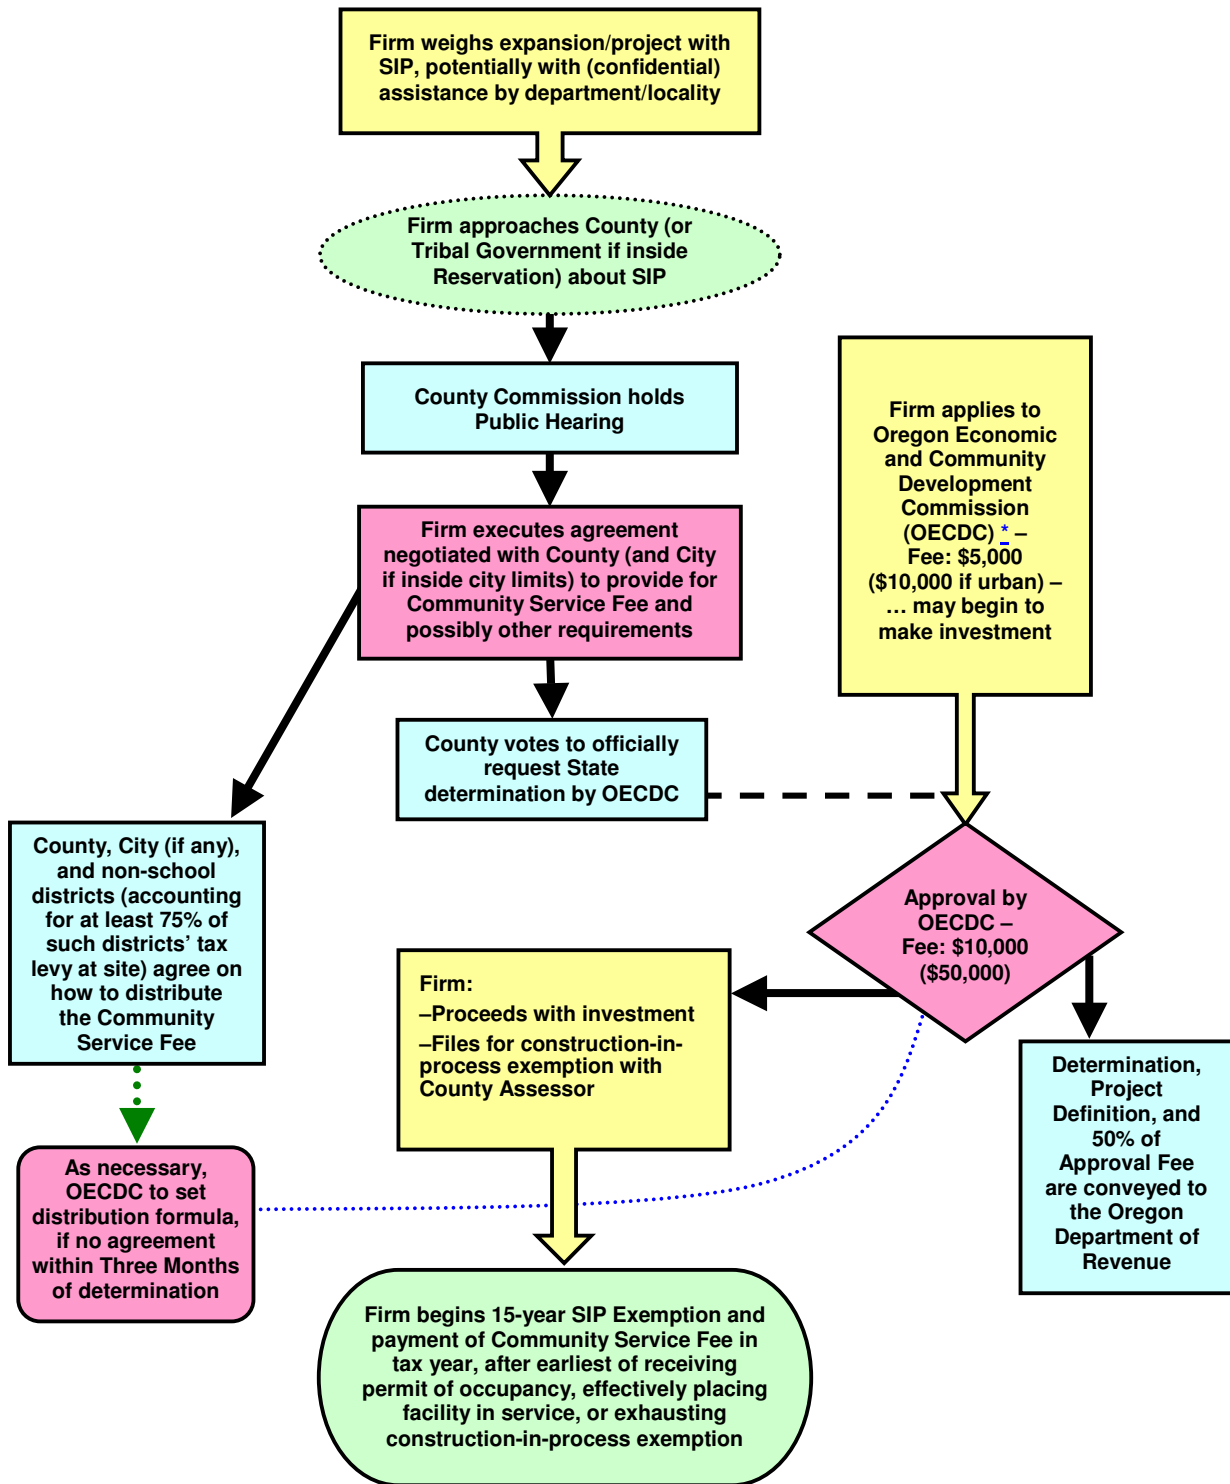 Firm weighs expansion/project with
SIP, potentially with (confidential)
assistance by department/locality
Firm approaches County (or
Tribal Government if inside
Reservation) about SIP
County Commission holds
Public Hearing
Firm executes agreement
negotiated with County (and City
if inside city limits) to provide for
Community Service Fee and
possibly other requirements
Firm applies to
Oregon Economic
and Community
Development
Commission
(OECDC) * –
Fee: $5,000
($10,000 if urban) –
… may begin to
make investment
County votes to officially
request State
determination by OECDC
County, City (if any),
and non-school
districts (accounting
for at least 75% of
such districts’ tax
levy at site) agree on
how to distribute
the Community
Service Fee
Approval by
OECDC –
Fee: $10,000
($50,000)
Firm:
–Proceeds with investment
–Files for construction-in-
process exemption with
County Assessor
Determination,
Project
Definition, and
50% of
Approval Fee
are conveyed to
the Oregon
Department of
Revenue
As necessary,
OECDC to set
distribution formula,
if no agreement
within Three Months
of determination
Firm begins 15-year SIP Exemption and
payment of Community Service Fee in
tax year, after earliest of receiving
permit of occupancy, effectively placing
facility in service, or exhausting
construction-in-process exemption